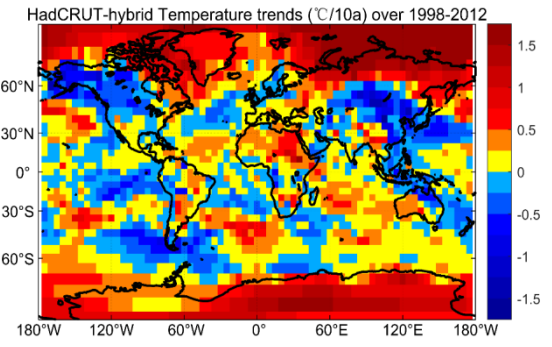 HadCRUT-hybrid Temperature trends (℃/10a) over 1998-2012
60°N
30°N
0°
30°S
60°S
180°W
120°W
60°W
0°
60°E
120°E
180°W
1.5
1
0.5
0
-0.5
-1
-1.5